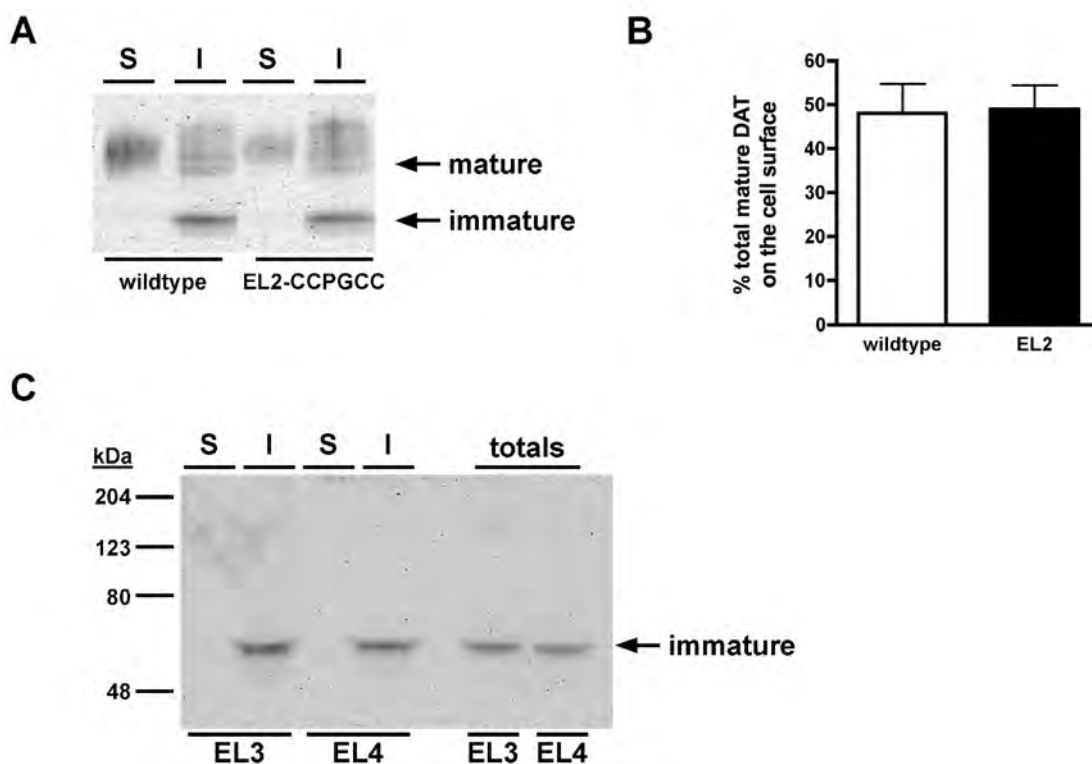 A
S I S I
mature
immature
wildtype EL2-CCPGCC
B
% total mature DAT
on the cell surface
60
50
40
30
20
10
0
wildtype EL2
C
kDa
S I S I totals
204
123
80
48
immature
EL3 EL4 EL3 EL4